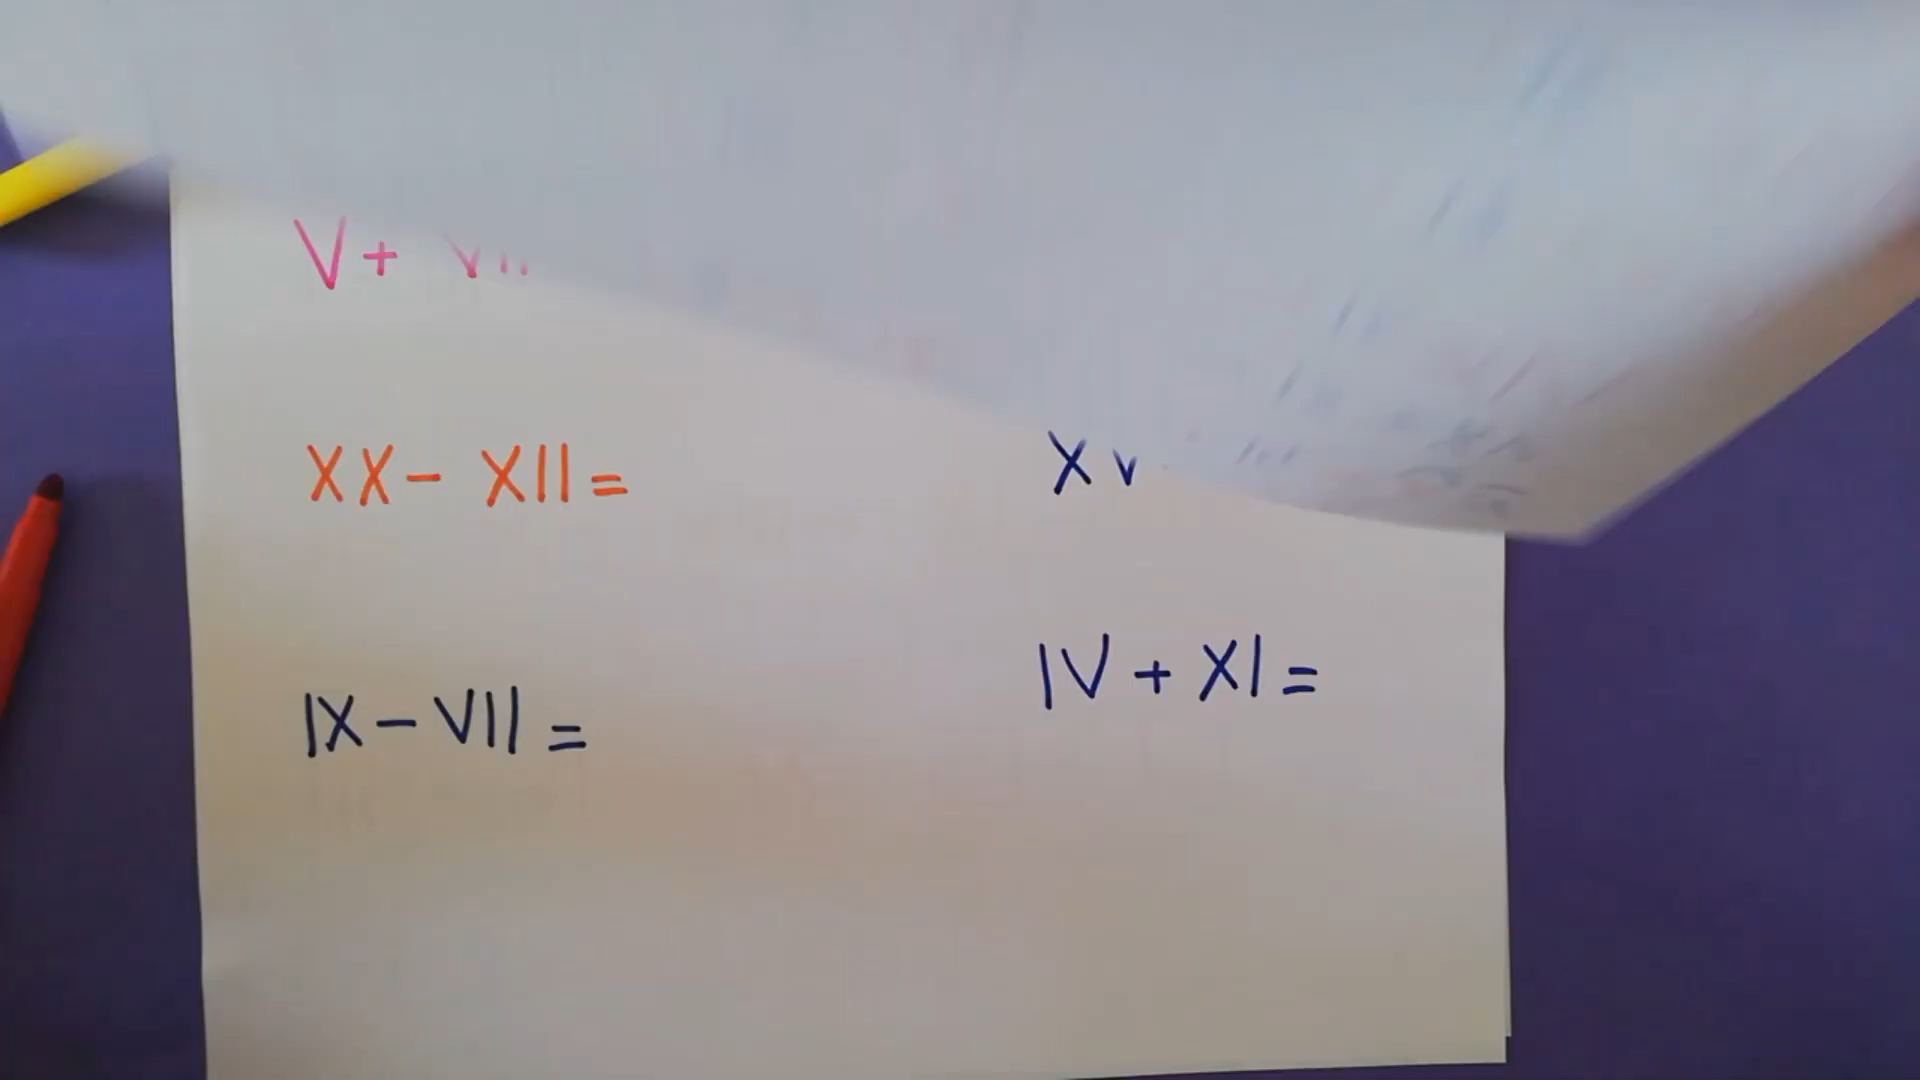 V +
XX - XII =
IX - VII =
IV + XI =